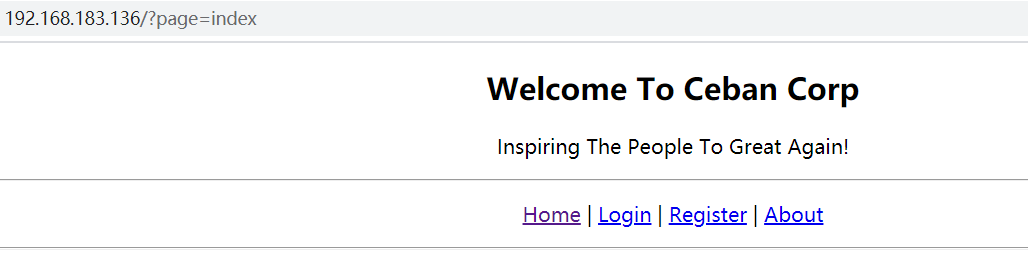 192.168.183.136/?page=index
Welcome To Ceban Corp
Inspiring The People To Great Again!
Home | Login | Register | About